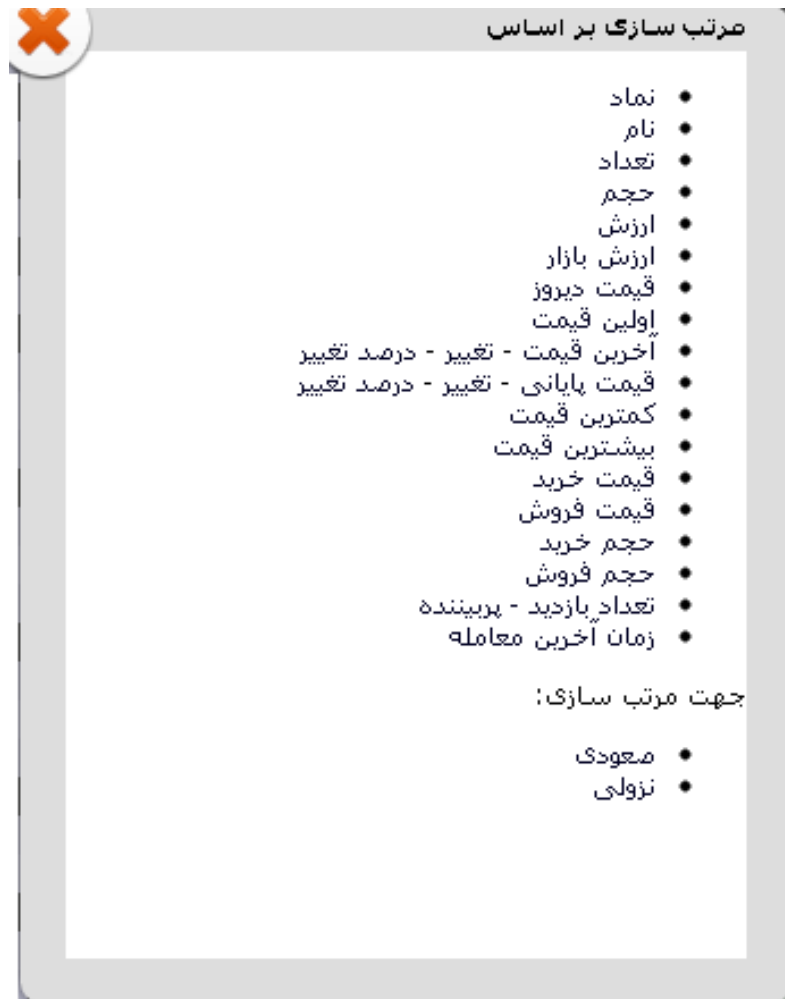 مرتب سازی بر اساس
نماد
نام
تعداد
حجم
ارزش
ارزش بازار
قیمت دیروز
اولین قیمت
آخرین قیمت - تغییر - درصد تغییر
قیمت پایانی - تغییر - درصد تغییر
کمترین قیمت
بیشترین قیمت
قیمت خرید
قیمت فروش
حجم خرید
حجم فروش
تعداد بازدید - پربیننده
زمان آخرین معامله
جهت مرتب سازی:
صعودی
نزولی